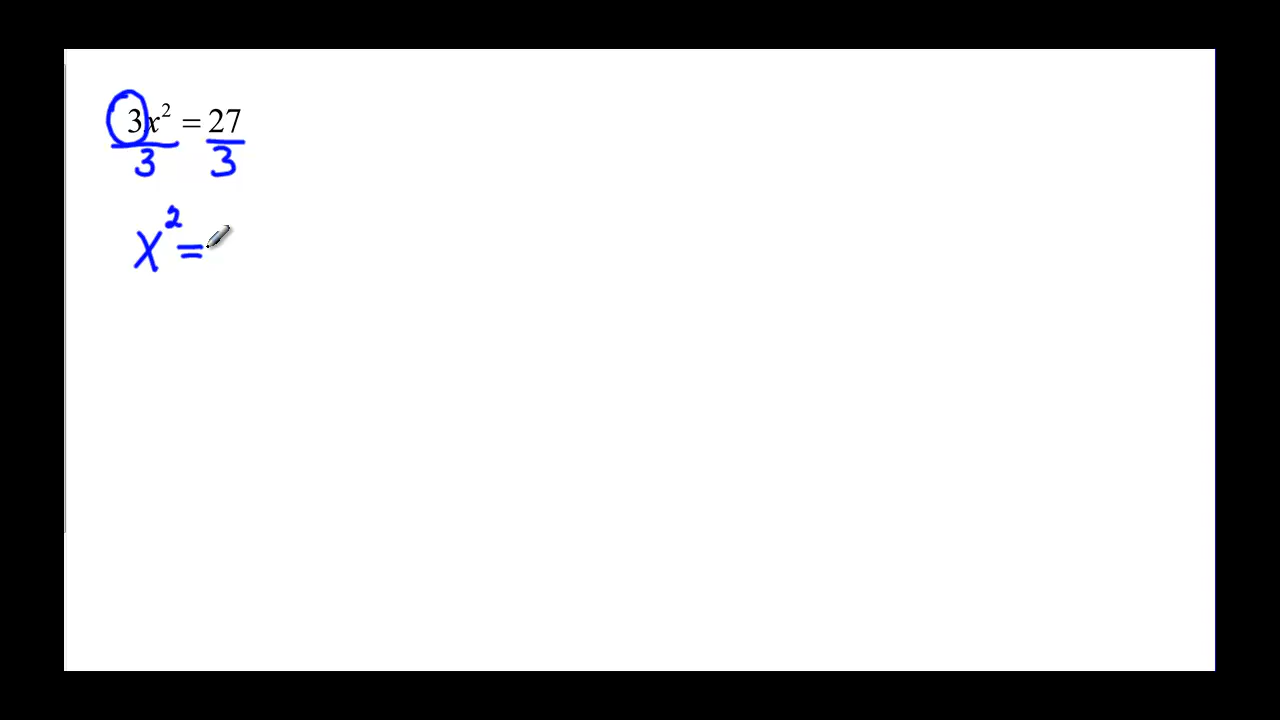 3x² = 27
3 3
x² =